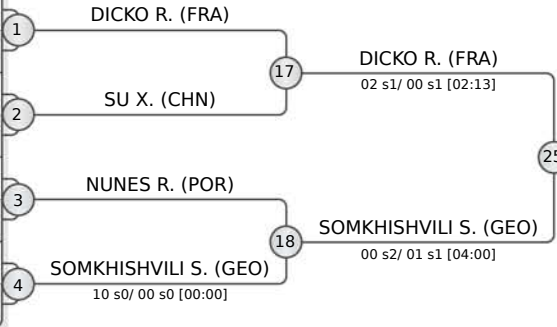 DICKO R. (FRA)
1
17
DICKO R. (FRA)
02 s1/ 00 s1 [02:13]
SU X. (CHN)
2
25
NUNES R. (POR)
3
18
SOMKHISHVILI S. (GEO)
00 s2/ 01 s1 [04:00]
SOMKHISHVILI S. (GEO)
4
10 s0/ 00 s0 [00:00]